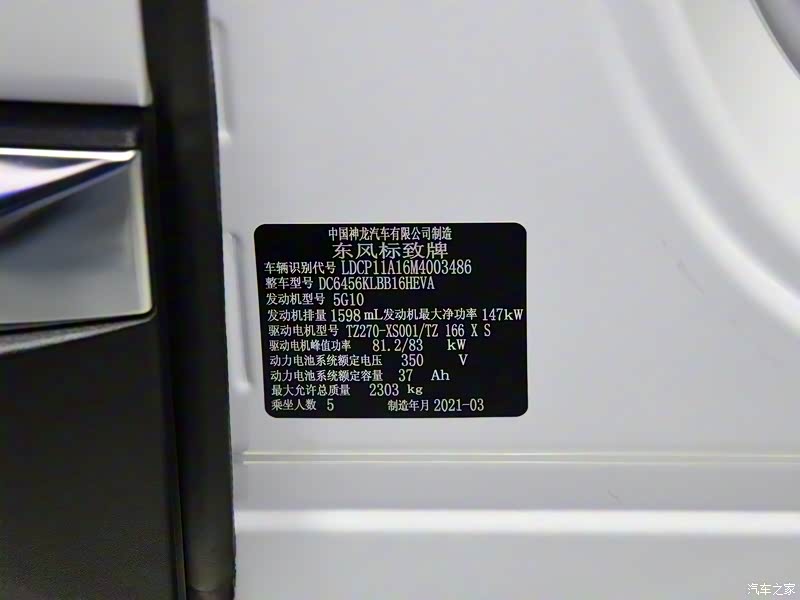 中国神龙汽车有限公司制造
东风标致牌
车辆识别代号 LDCP11A16M4003486
整车型号 DC6456KLBB16HEVA
发动机型号 5G10
发动机排量 1598 mL 发动机最大净功率 147kW
驱动电机型号 TZ270-XS001/TZ 166 X S
驱动电机峰值功率 81.2/83 kW
动力电池系统额定电压 350 V
动力电池系统额定容量 37 Ah
最大允许总质量 2303 kg
乘坐人数 5 制造年月 2021-03
汽车之家